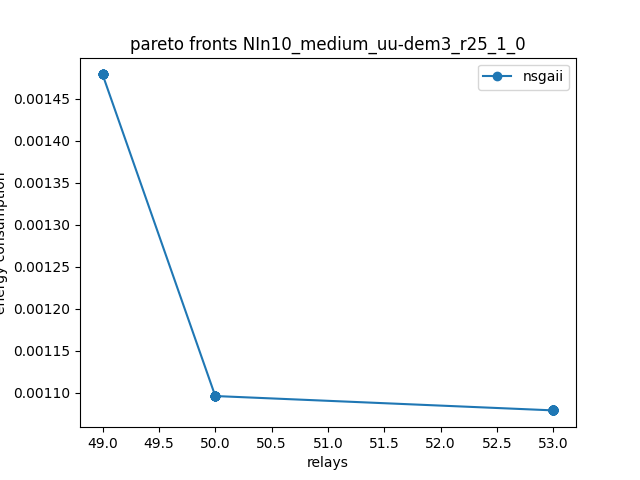 pareto fronts NIn10_medium_uu-dem3_r25_1_0
nsgaii
0.00145
0.00140
0.00135
0.00130
0.00125
0.00120
0.00115
0.00110
energy consumption
49.0 49.5 50.0 50.5 51.0 51.5 52.0 52.5 53.0
relays